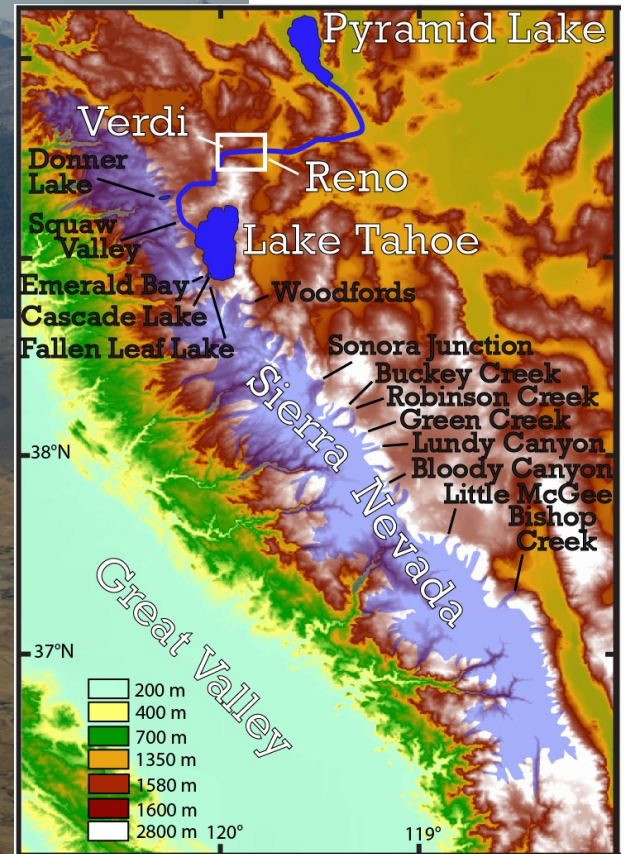 Pyramid Lake
Verdi
Donner
Lake
Reno
Squaw
Valley
Lake Tahoe
Emerald Bay
Woodfords
Cascade Lake
Fallen Leaf Lake
Sonora Junction
Buckey Creek
Robinson Creek
Green Creek
Lundy Canyon
Bloody Canyon
Little McGee
Bishop
Creek
Sierra Nevada
38°N
Great Valley
37°N
200 m
400 m
700 m
1350 m
1580 m
1600 m
2800 m
120°
119°